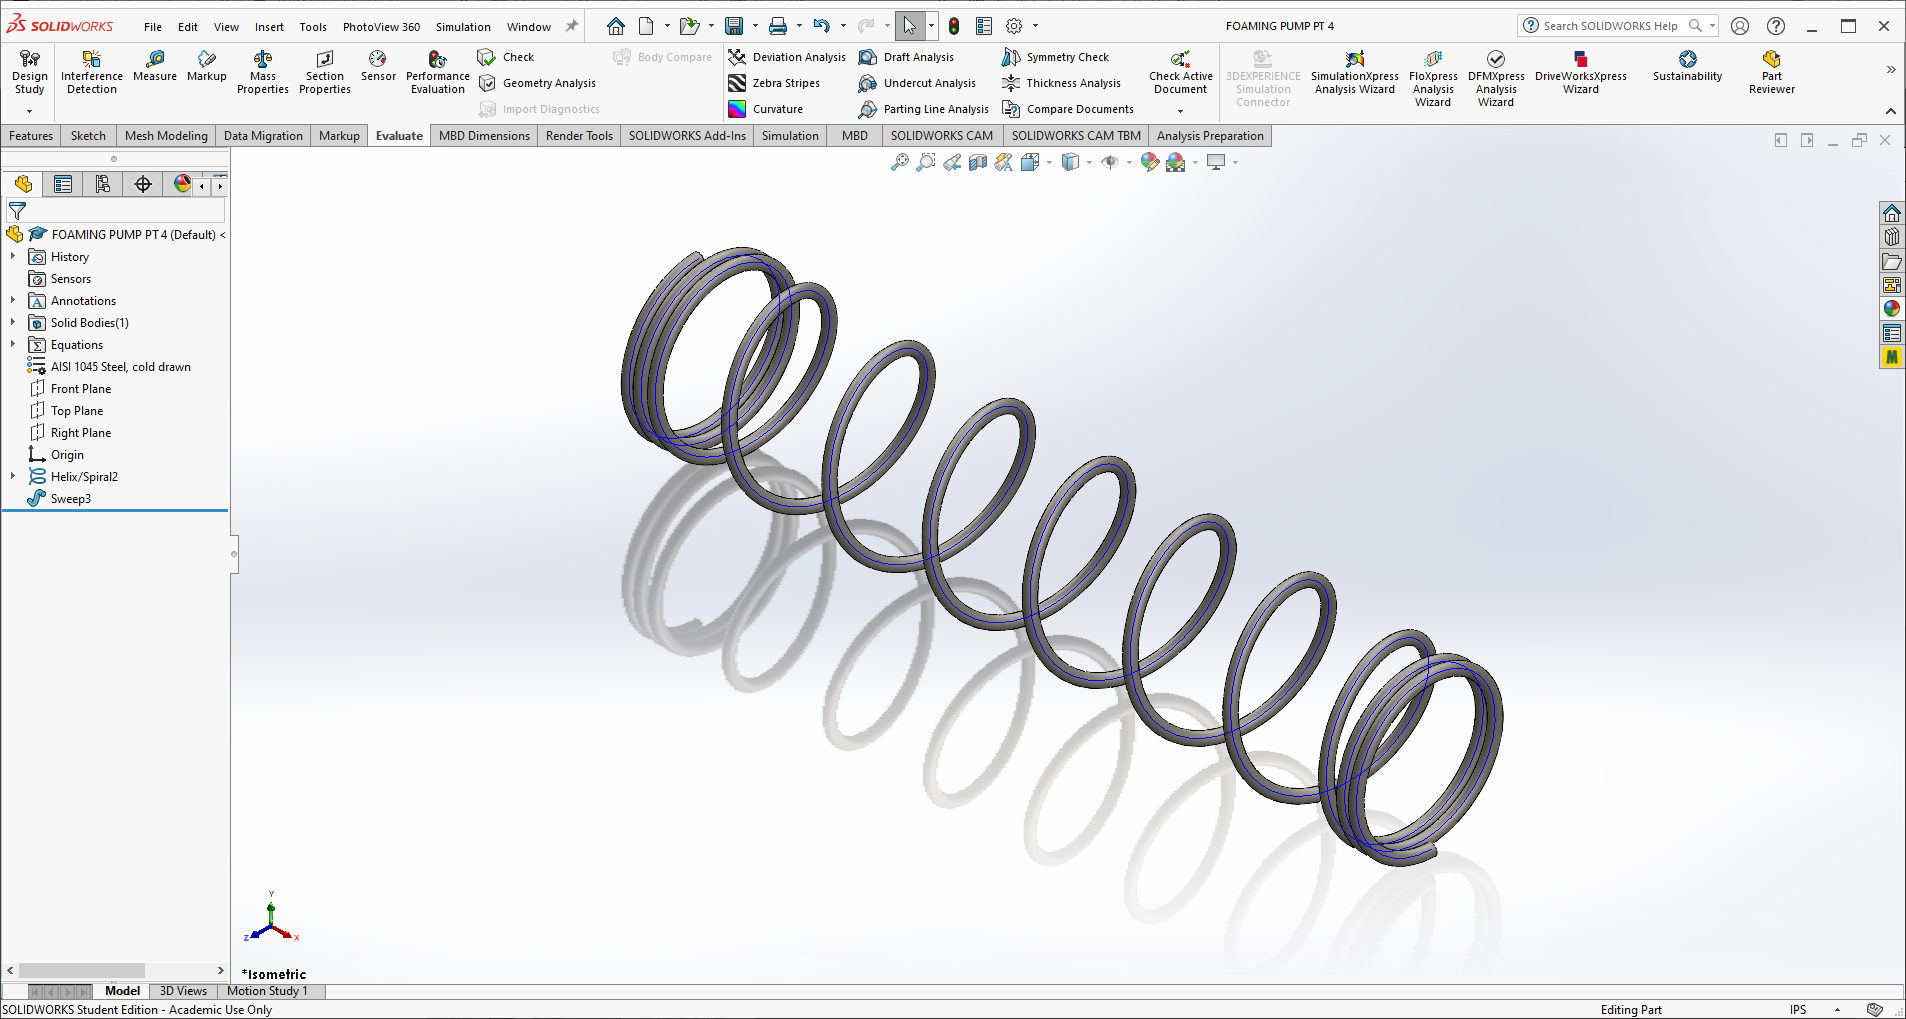 SOLIDWORKS File Edit View Insert Tools PhotoView 360 Simulation Window FOAMING PUMP PT 4 Search SOLIDWORKS Help
Design Study
Interference Detection
Measure
Markup
Mass Properties
Section Properties
Sensor
Performance Evaluation
Check
Geometry Analysis
Import Diagnostics
Body Compare
Deviation Analysis
Zebra Stripes
Curvature
Draft Analysis
Undercut Analysis
Parting Line Analysis
Symmetry Check
Thickness Analysis
Compare Documents
Check Active Document
3DEXPERIENCE Simulation Connector
SimulationXpress Analysis Wizard
FloXpress Analysis Wizard
DFMXpress Analysis Wizard
DriveWorksXpress Wizard
Sustainability
Part Reviewer
Features Sketch Mesh Modeling Data Migration Markup Evaluate MBD Dimensions Render Tools SOLIDWORKS Add-Ins Simulation MBD SOLIDWORKS CAM SOLIDWORKS CAM TBM Analysis Preparation
FOAMING PUMP PT 4 (Default) <
History
Sensors
Annotations
Solid Bodies(1)
Equations
AISI 1045 Steel, cold drawn
Front Plane
Top Plane
Right Plane
Origin
Helix/Spiral2
Sweep3
M
Y
Z X
*Isometric
Model 3D Views Motion Study 1
SOLIDWORKS Student Edition - Academic Use Only Editing Part IPS